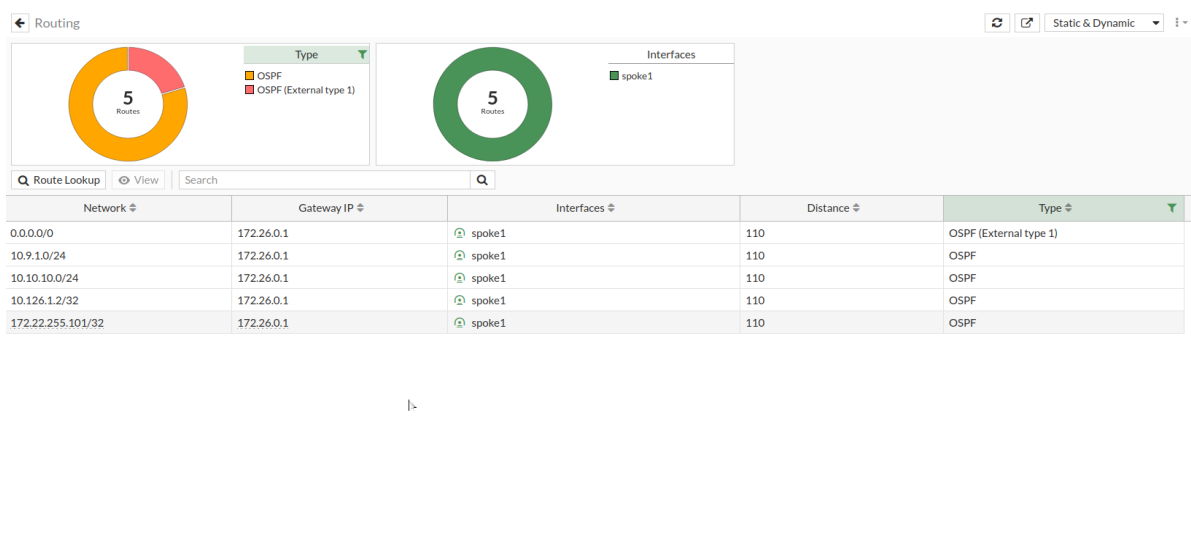 Routing
Static & Dynamic
Type
OSPF
OSPF (External type 1)
5
Routes
Interfaces
spoke1
5
Routes
Route Lookup
View
Search
Network Gateway IP Interfaces Distance Type
0.0.0.0/0 172.26.0.1 spoke1 110 OSPF (External type 1)
10.9.1.0/24 172.26.0.1 spoke1 110 OSPF
10.10.10.0/24 172.26.0.1 spoke1 110 OSPF
10.126.1.2/32 172.26.0.1 spoke1 110 OSPF
172.22.255.101/32 172.26.0.1 spoke1 110 OSPF